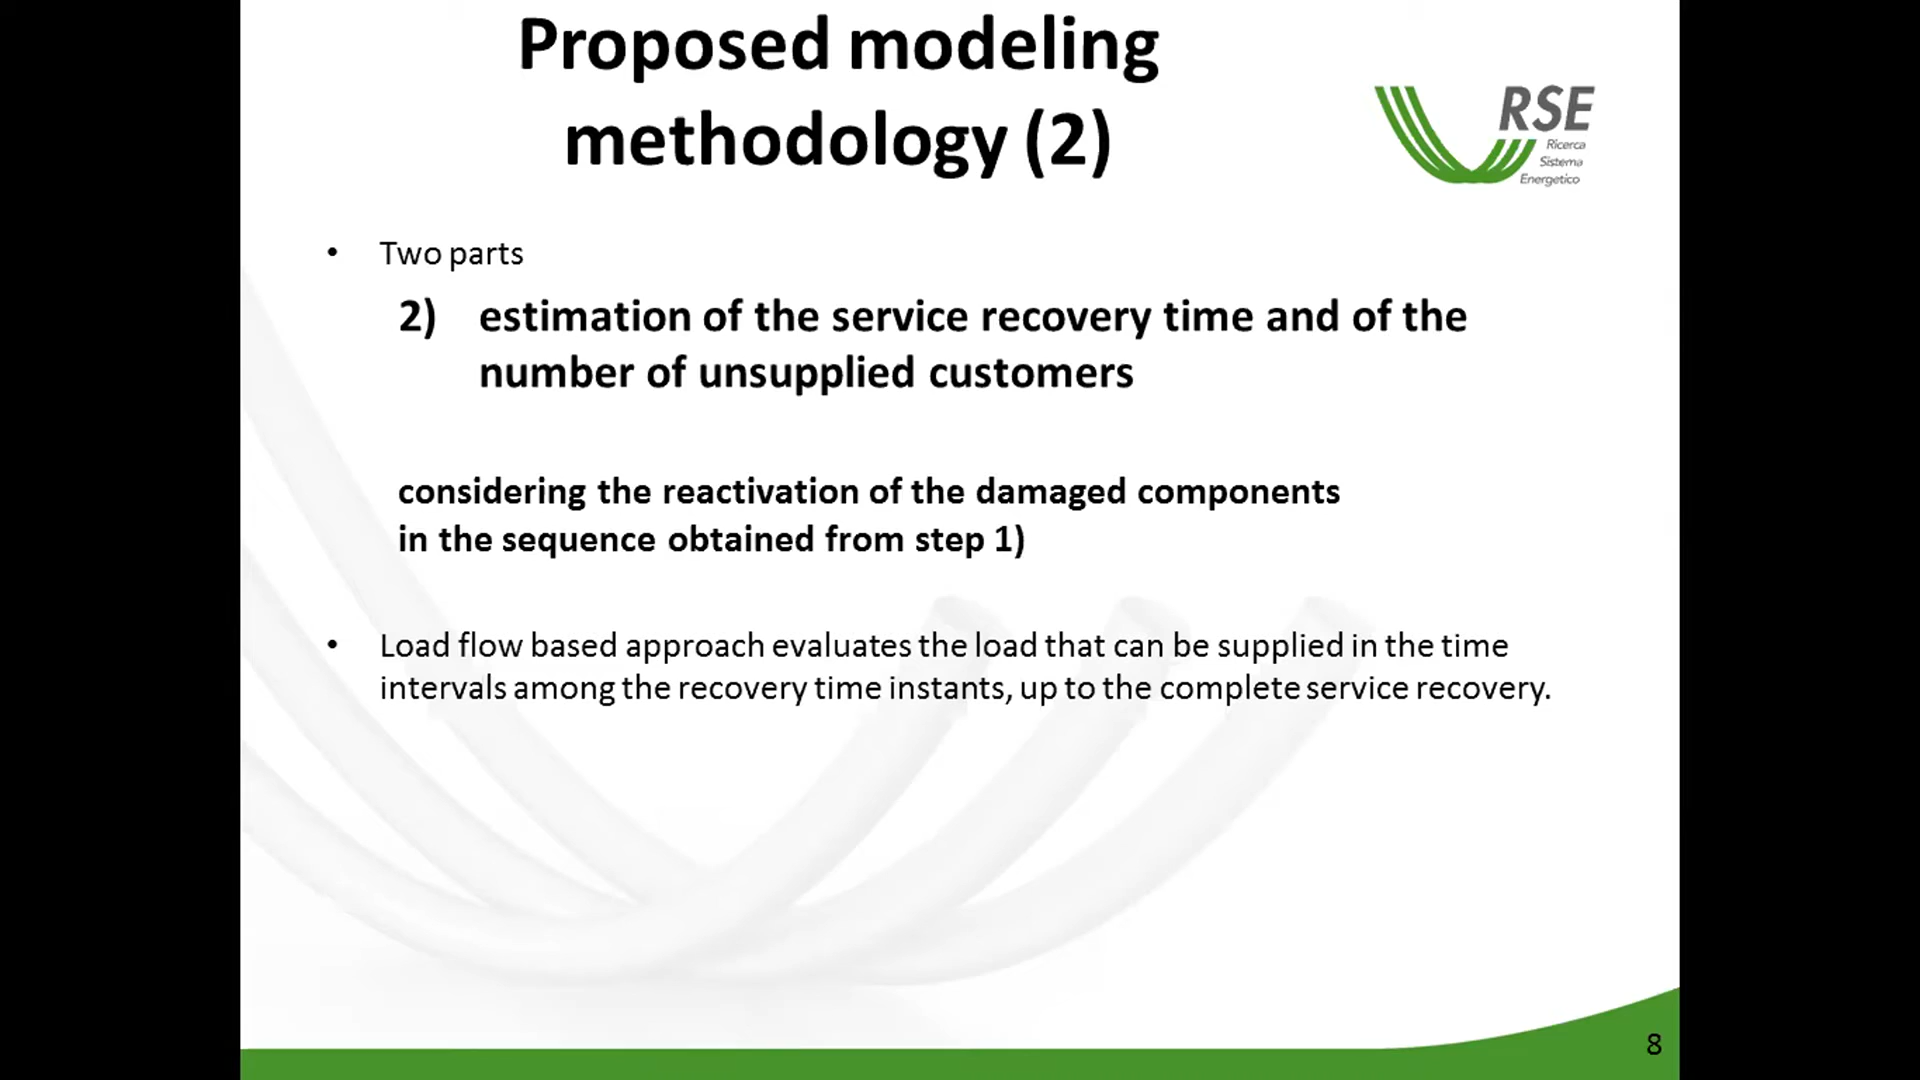 Proposed modeling
methodology (2)
RSE
Ricerca
Sistema
Energetico
• Two parts
2) estimation of the service recovery time and of the
number of unsupplied customers
considering the reactivation of the damaged components
in the sequence obtained from step 1)
• Load flow based approach evaluates the load that can be supplied in the time
intervals among the recovery time instants, up to the complete service recovery.
8